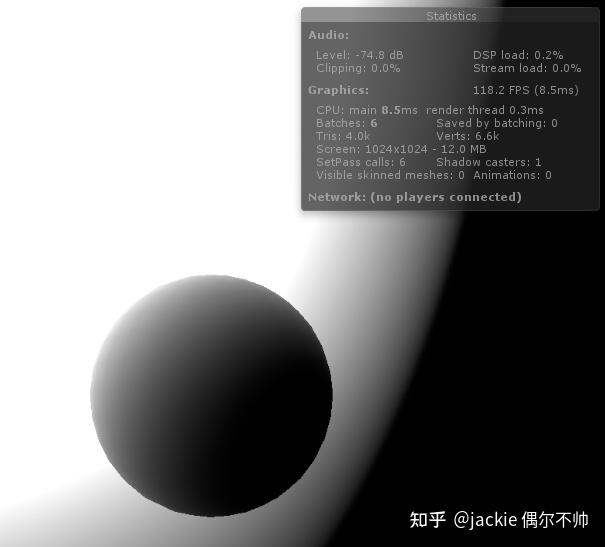 Statistics
Audio:
Level: -74.8 dB DSP load: 0.2%
Clipping: 0.0% Stream load: 0.0%
Graphics: 118.2 FPS (8.5ms)
CPU: main 8.5ms render thread 0.3ms
Batches: 6 Saved by batching: 0
Tris: 4.0k Verts: 6.6k
Screen: 1024x1024 - 12.0 MB
SetPass calls: 6 Shadow casters: 1
Visible skinned meshes: 0 Animations: 0
Network: (no players connected)
知乎 @jackie 偶尔不帅